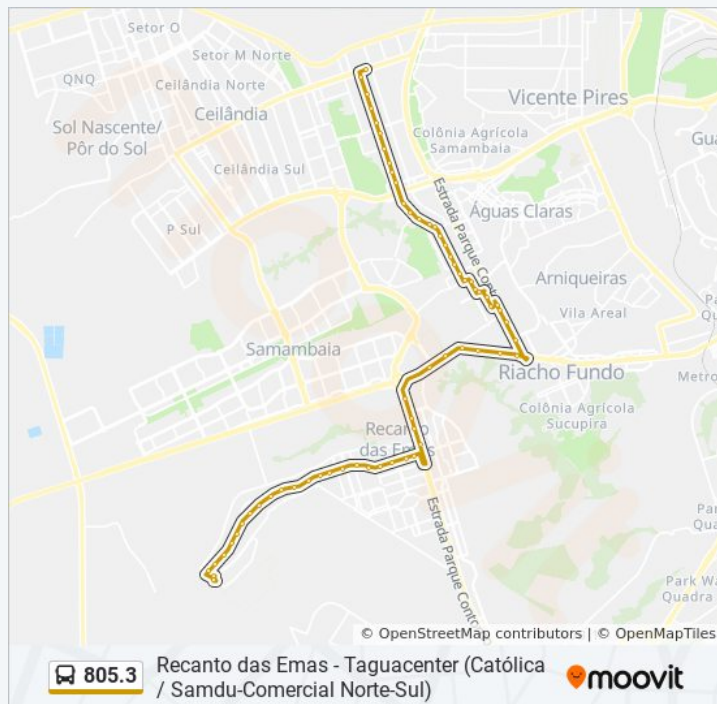 Setor O
Setor M Norte
QNQ
Ceilândia Norte
Ceilândia
Vicente Pires
Sol Nascente/
Pôr do Sol
Colônia Agrícola
Samambaia
Ceilândia Sul
Estrada Parque Conto
Águas Claras
P Sul
Arniqueiras
Vila Areal
Samambaia
Riacho Fundo
Metro
Colônia Agrícola
Sucupira
Recanto
das Emas
Estrada Parque Conto
Park Wa
Quadra
© OpenStreetMap contributors | © OpenMapTiles
805.3
Recanto das Emas - Taguacenter (Católica
/ Samdu-Comercial Norte-Sul)
moovit